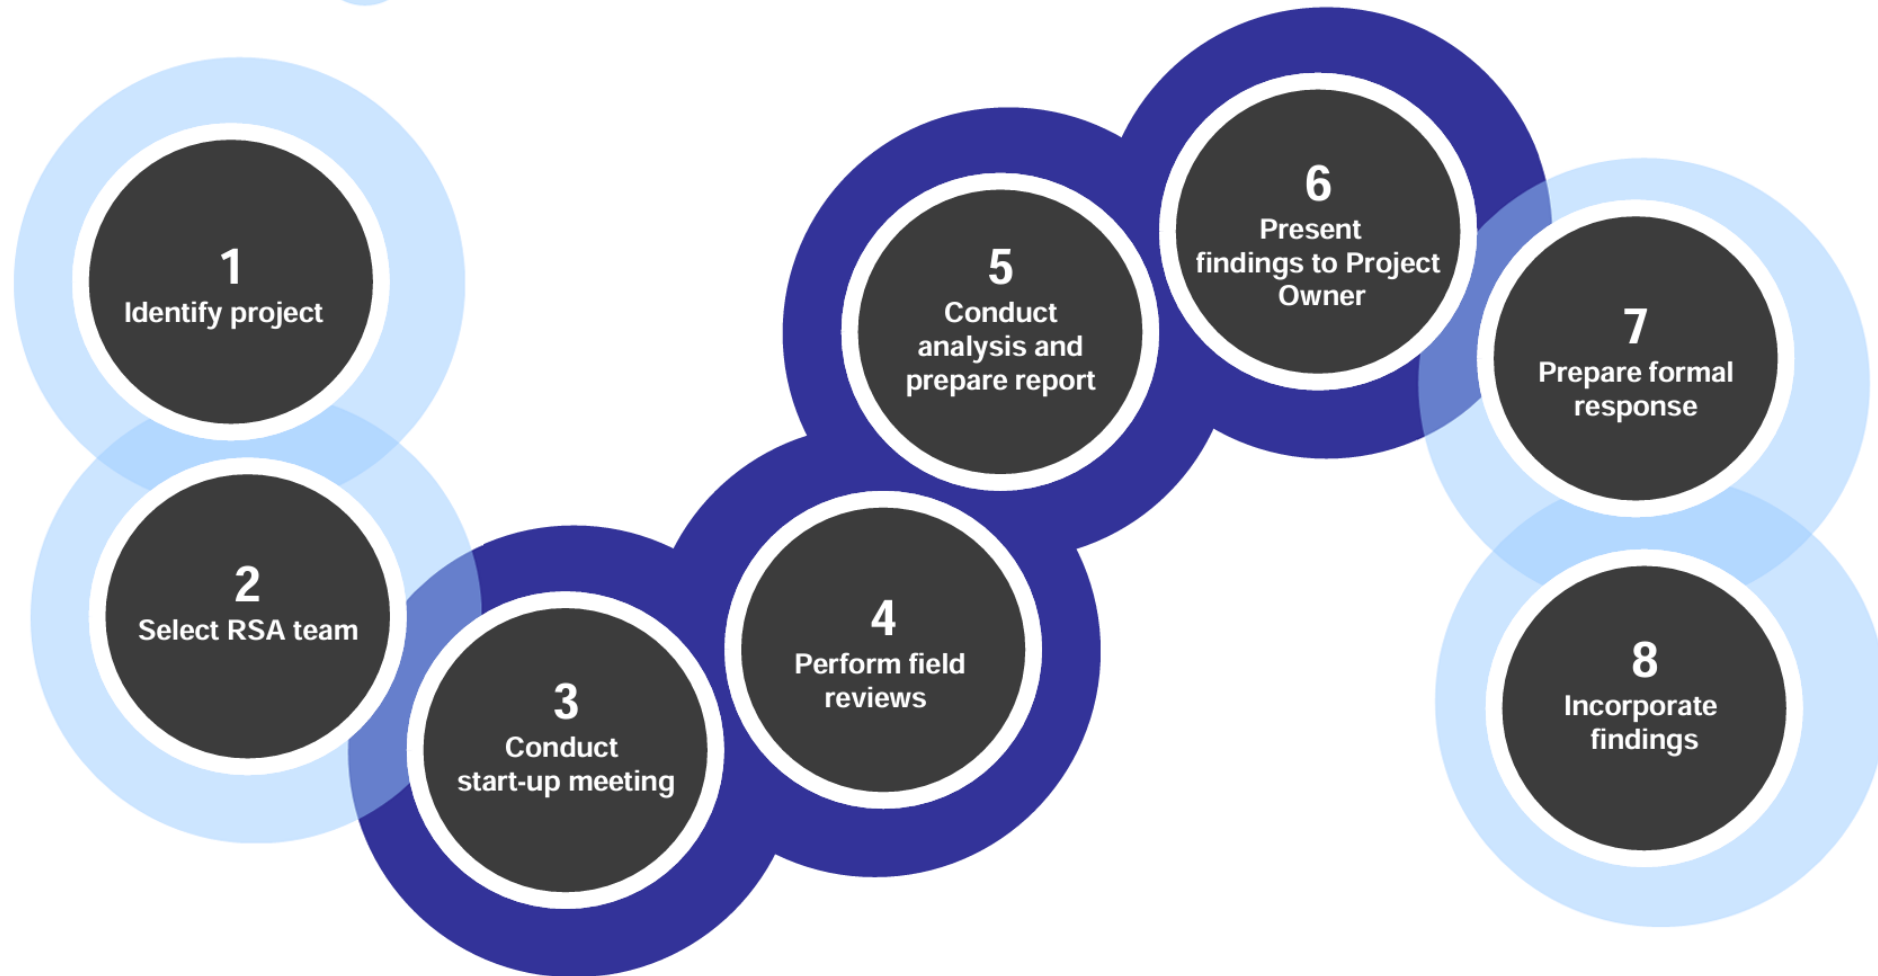 1
Identify project
2
Select RSA team
3
Conduct
start-up meeting
4
Perform field
reviews
5
Conduct
analysis and
prepare report
6
Present
findings to Project
Owner
7
Prepare formal
response
8
Incorporate
findings